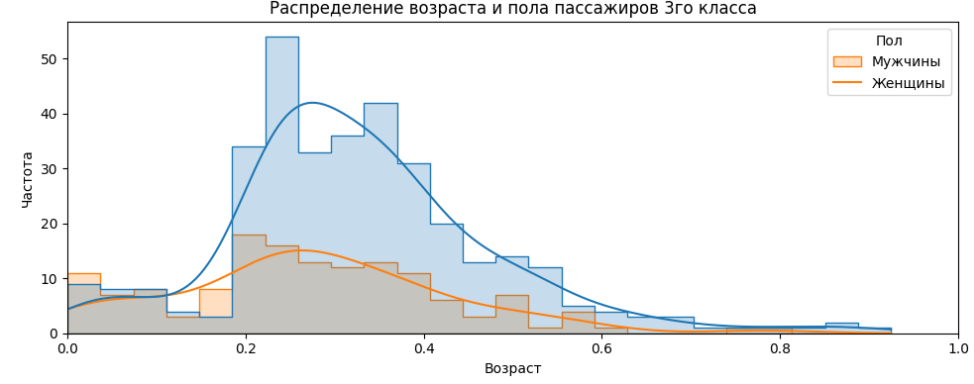 Распределение возраста и пола пассажиров 3го класса
Частота
50
40
30
20
10
0
Пол
Мужчины
Женщины
0.0 0.2 0.4 0.6 0.8 1.0
Возраст